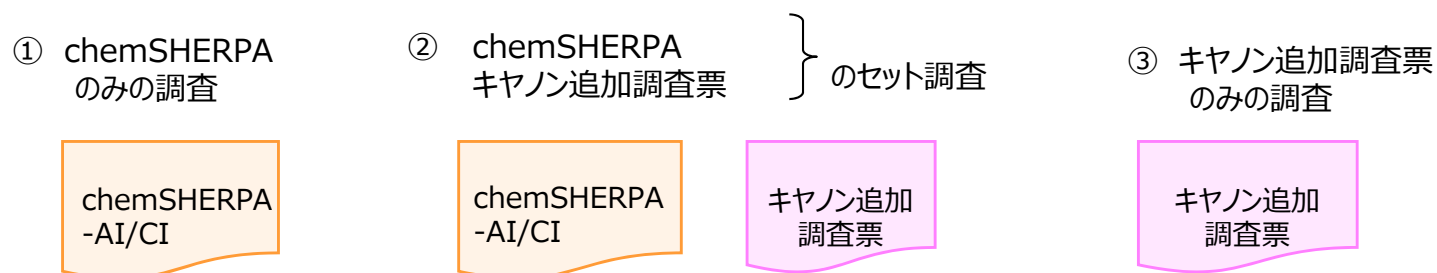 ① chemSHERPA
のみの調査
② chemSHERPA
キヤノン追加調査票
のセット調査
③ キヤノン追加調査票
のみの調査
chemSHERPA
-AI/CI
chemSHERPA
-AI/CI
キヤノン追加
調査票
キヤノン追加
調査票